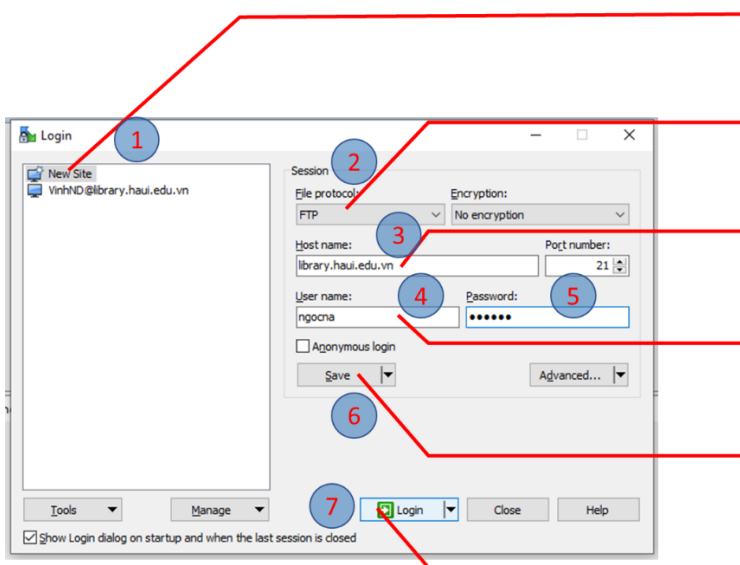 Login
1
New Site
VinhND@library.haui.edu.vn
Session
2
File protocol:
Encryption:
FTP
No encryption
3
Host name:
Port number:
library.haui.edu.vn
21
User name:
4
Password:
5
ngocna
••••••
Anonymous login
Save
Advanced...
6
Tools
Manage
7
Login
Close
Help
Show Login dialog on startup and when the last session is closed